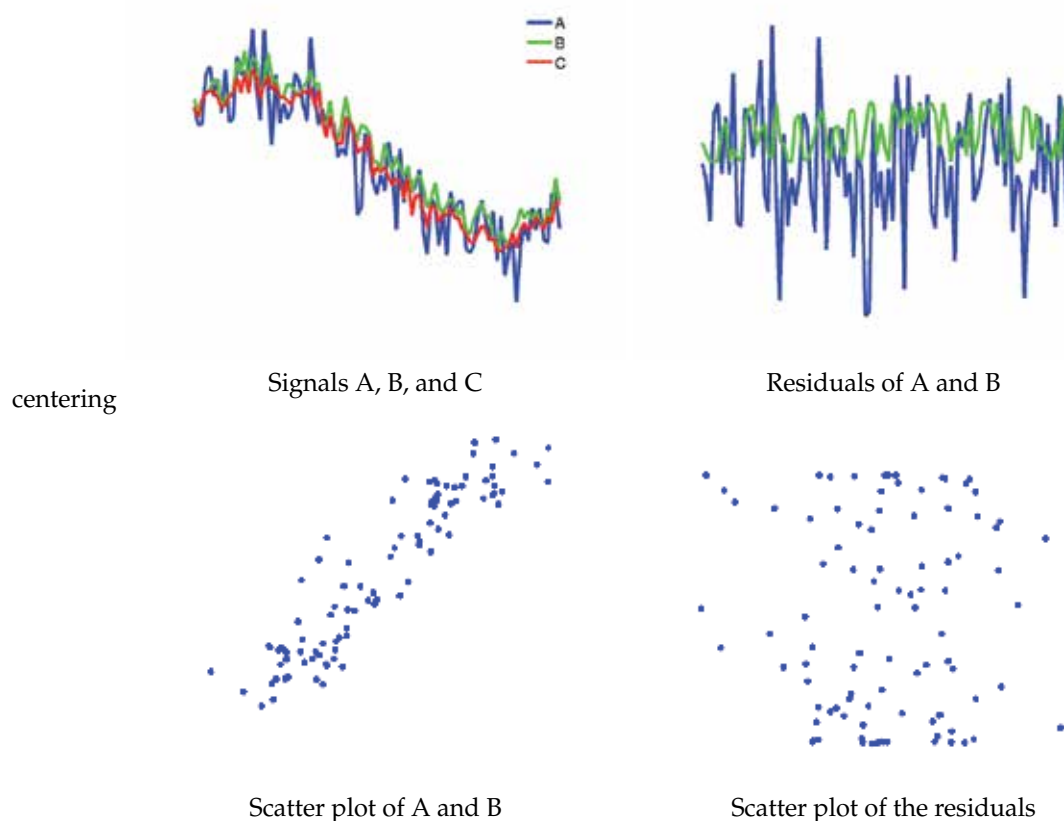 A
B
C
Signals A, B, and C
Residuals of A and B
centering
Scatter plot of A and B
Scatter plot of the residuals